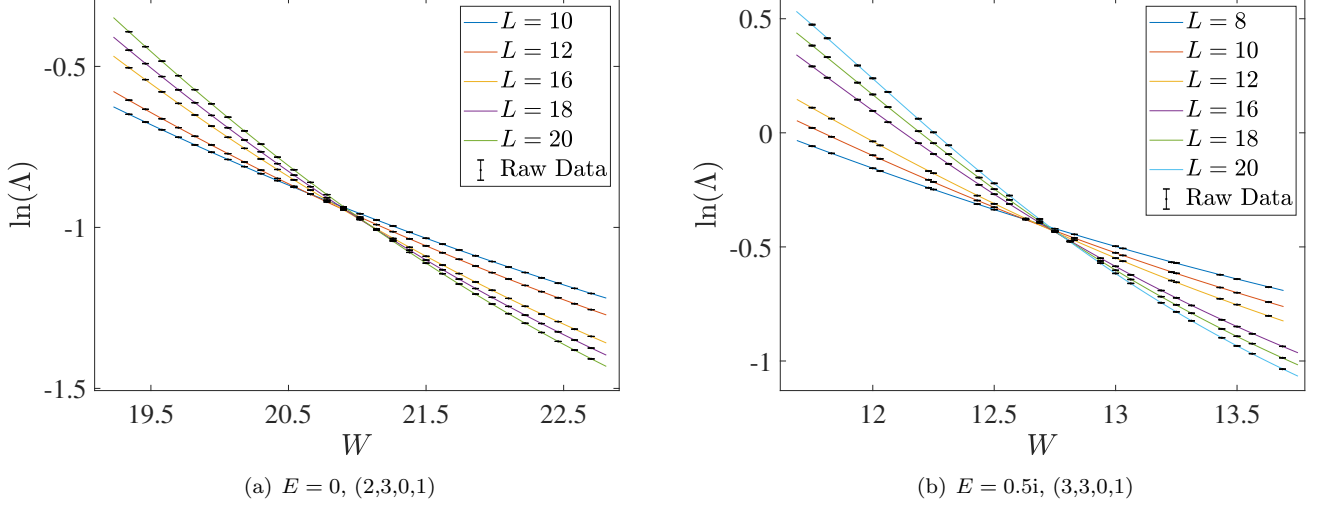 -0.5
-1
-1.5
19.5 20.5 21.5 22.5
ln(Λ)
W
L = 10
L = 12
L = 16
L = 18
L = 20
Raw Data
(a) E = 0, (2,3,0,1)
0.5
0
-0.5
-1
12 12.5 13 13.5
ln(Λ)
W
L = 8
L = 10
L = 12
L = 16
L = 18
L = 20
Raw Data
(b) E = 0.5i, (3,3,0,1)